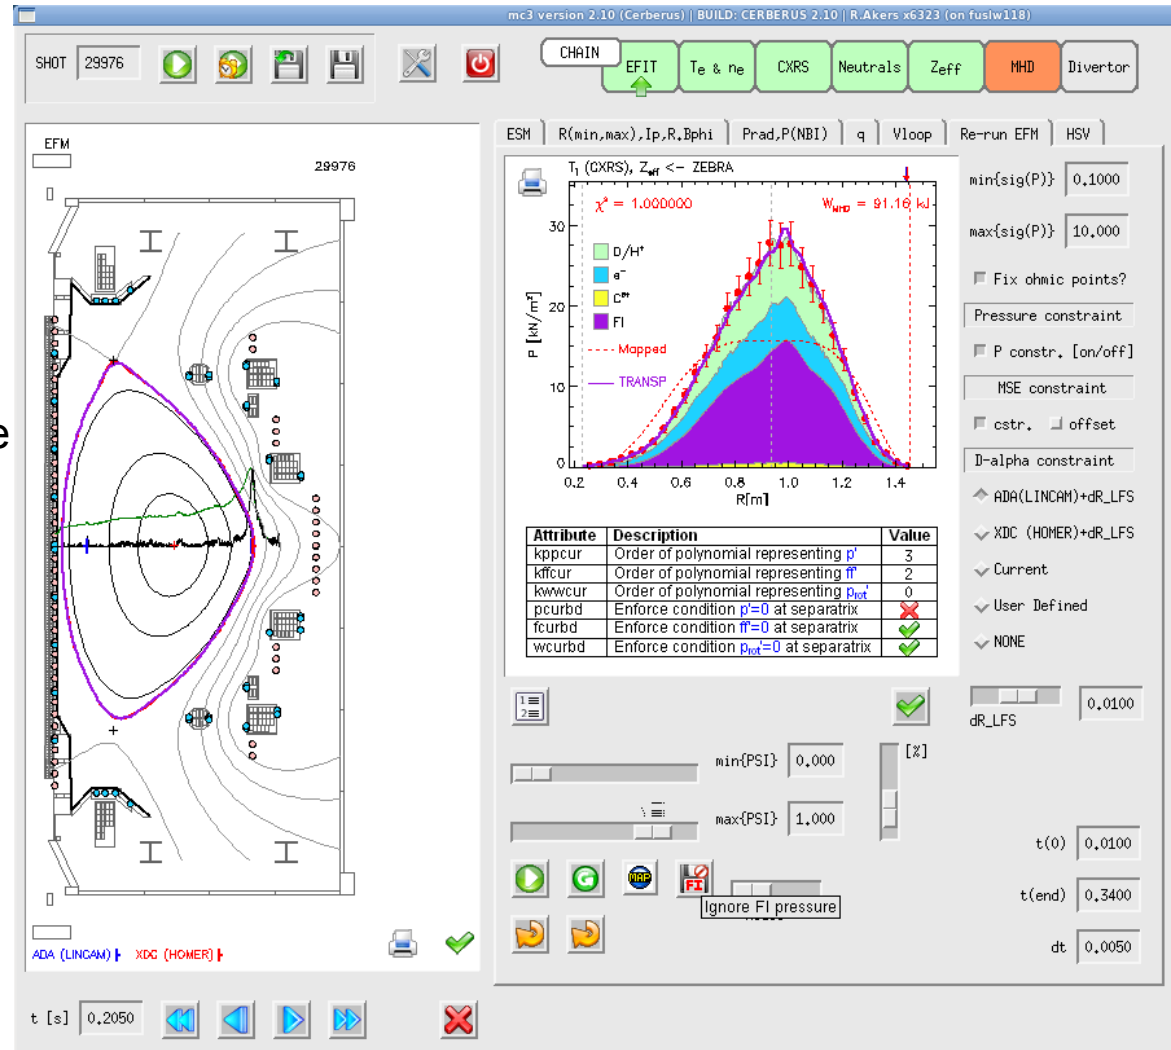 mc3 version 2.10 (Cerberus) | BUILD: CERBERUS 2.10 | R.Akers x6323 (on fuslw118)
SHOT 29976
CHAIN
EFIT
Te & ne
CXRS
Neutrals
Zeff
MHD
Divertor
e
EFM
29976
ADA (LINCAM)
XDC (HOMER)
t [s] 0.2050
ESM
R(min,max),Ip,R.Bphi
Prad,P(NBI)
q
Vloop
Re-run EFM
HSV
T₁ (CXRS), Zeff <- ZEBRA
χ² = 1.000000
WMHD = 91.16 kJ
D/H⁺
e⁻
C⁶⁺
FI
Mapped
TRANSP
P [kN/m²]
30
20
10
0
0.2 0.4 0.6 0.8 1.0 1.2 1.4
R[m]
Attribute Description Value
kppcur Order of polynomial representing p' 3
kffcur Order of polynomial representing ff' 2
kwwcur Order of polynomial representing prot' 0
pcurbd Enforce condition p'=0 at separatrix
fcurbd Enforce condition ff'=0 at separatrix
wcurbd Enforce condition prot'=0 at separatrix
min{sig(P)} 0.1000
max{sig(P)} 10.000
Fix ohmic points?
Pressure constraint
P constr. [on/off]
MSE constraint
cstr. offset
D-alpha constraint
ADA(LINCAM)+dR_LFS
XDC (HOMER)+dR_LFS
Current
User Defined
NONE
dR_LFS 0.0100
1
2
min{PSI} 0.000
[%]
max{PSI} 1.000
G
MAP
FI
Ignore FI pressure
t(0) 0.0100
t(end) 0.3400
dt 0.0050